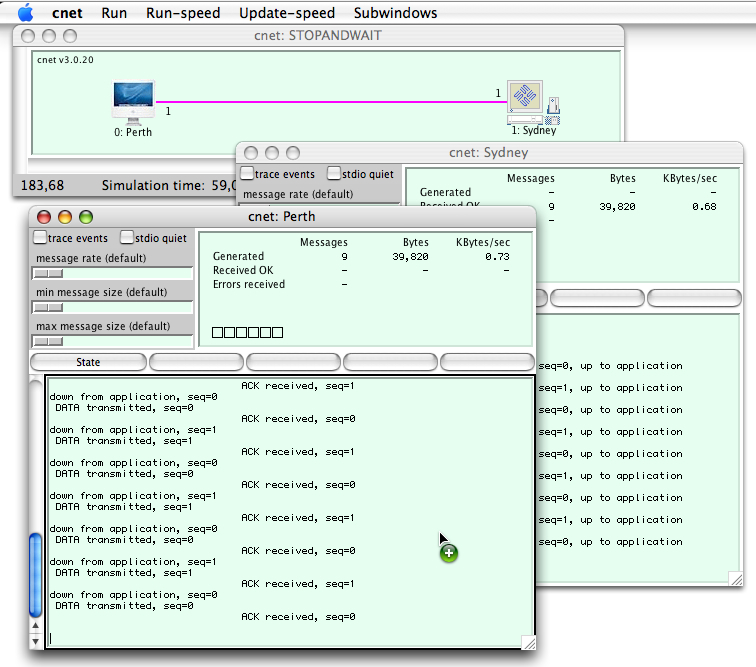 cnet Run Run-speed Update-speed Subwindows
cnet: STOPANDWAIT
cnet v3.0.20
1
1
0: Perth
1: Sydney
183,68 Simulation time:
cnet: Sydney
trace events stdio quiet
message rate (default)
Messages Bytes KBytes/sec
Generated - - -
Received OK 9 39,820 0.68
-
cnet: Perth
trace events stdio quiet
message rate (default)
min message size (default)
max message size (default)
Messages Bytes KBytes/sec
Generated 9 39,820 0.73
Received OK - - -
Errors received -
State
ACK received, seq=1
down from application, seq=0
DATA transmitted, seq=0
ACK received, seq=0
down from application, seq=1
DATA transmitted, seq=1
ACK received, seq=1
down from application, seq=0
DATA transmitted, seq=0
ACK received, seq=0
down from application, seq=1
DATA transmitted, seq=1
ACK received, seq=1
down from application, seq=0
DATA transmitted, seq=0
ACK received, seq=0
down from application, seq=1
DATA transmitted, seq=1
ACK received, seq=1
down from application, seq=0
DATA transmitted, seq=0
ACK received, seq=0
seq=0, up to application
seq=1, up to application
seq=0, up to application
seq=1, up to application
seq=0, up to application
seq=1, up to application
seq=0, up to application
seq=1, up to application
seq=0, up to application